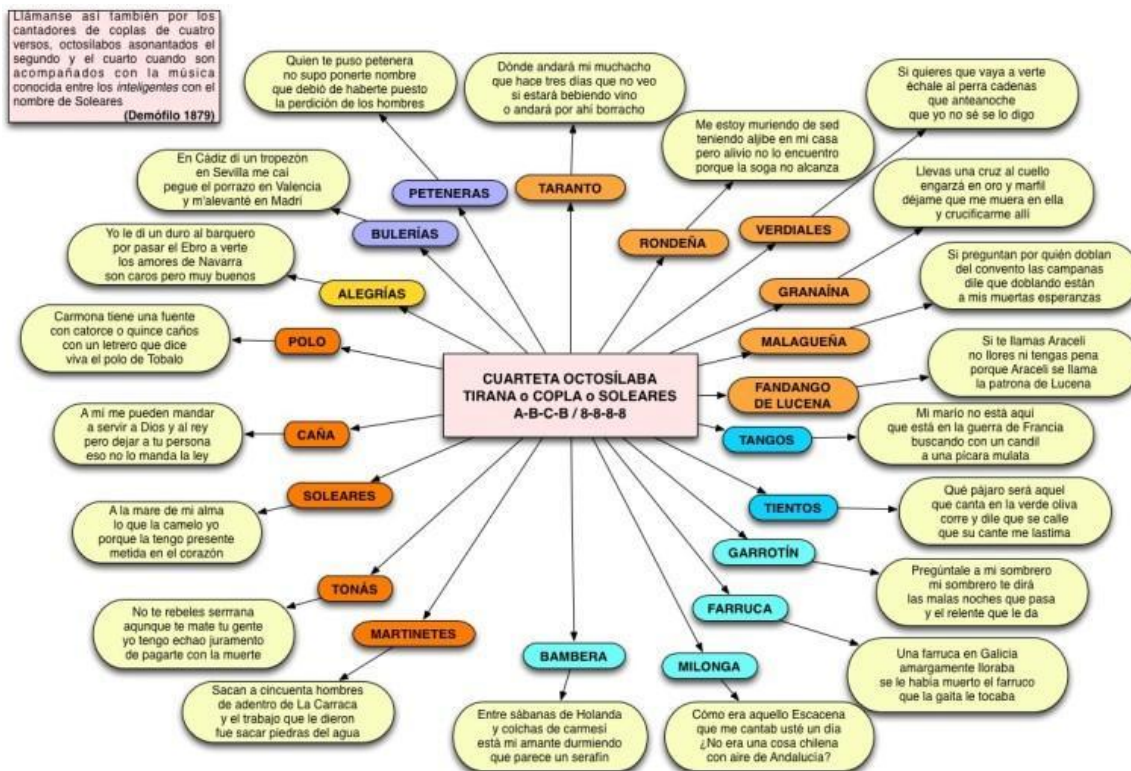 Llámanse así también por los
cantadores de coplas de cuatro
versos, octosílabos asonantados el
segundo y el cuarto cuando son
acompañados con la música
conocida entre los inteligentes con el
nombre de Soleares
(Demófilo 1879)
Quien te puso petenera
no supo ponerte nombre
que debió de haberte puesto
la perdición de los hombres
PETENERAS
Dónde andará mi muchacho
que hace tres días que no veo
si estará bebiendo vino
o andará por ahí borracho
TARANTO
Me estoy muriendo de sed
teniendo aljibe en mi casa
pero alivio no lo encuentro
porque la soga no alcanza
RONDEÑA
Si quieres que vaya a verte
échale al perra cadenas
que anteanoche
que yo no sé se lo digo
VERDIALES
Llevas una cruz al cuello
engarzá en oro y marfil
déjame que me muera en ella
y crucificarme allí
GRANAÍNA
Si preguntan por quién doblan
del convento las campanas
dile que doblando están
a mis muertas esperanzas
MALAGUEÑA
Si te llamas Araceli
no llores ni tengas pena
porque Araceli se llama
la patrona de Lucena
FANDANGO
DE LUCENA
Mi marío no está aquí
que está en la guerra de Francia
buscando con un candil
a una pícara mulata
TANGOS
Qué pájaro será aquel
que canta en la verde oliva
corre y dile que se calle
que su cante me lastima
TIENTOS
Pregúntale a mi sombrero
mi sombrero te dirá
las malas noches que pasa
y el relente que le da
GARROTÍN
Una farruca en Galicia
amargamente lloraba
se le había muerto el farruco
que la gaita le tocaba
FARRUCA
Cómo era aquello Escacena
que me cantab usté un día
¿No era una cosa chilena
con aire de Andalucía?
MILONGA
Entre sábanas de Holanda
y colchas de carmesí
está mi amante durmiendo
que parece un serafín
BAMBERA
Sacan a cincuenta hombres
de adentro de La Carraca
y el trabajo que le dieron
fue sacar piedras del agua
MARTINETES
No te rebeles serrrana
aqunque te mate tu gente
yo tengo echao juramento
de pagarte con la muerte
TONÁS
A la mare de mi alma
lo que la camelo yo
porque la tengo presente
metida en el corazón
SOLEARES
A mí me pueden mandar
a servir a Dios y al rey
pero dejar a tu persona
eso no lo manda la ley
CAÑA
Carmona tiene una fuente
con catorce o quince caños
con un letrero que dice
viva el polo de Tobalo
POLO
Yo le di un duro al barquero
por pasar el Ebro a verte
los amores de Navarra
son caros pero muy buenos
ALEGRÍAS
En Cádiz di un tropezón
en Sevilla me caí
pegue el porrazo en Valencia
y m'alevanté en Madrí
BULERÍAS
CUARTETA OCTOSÍLABA
TIRANA o COPLA o SOLEARES
A-B-C-B / 8-8-8-8